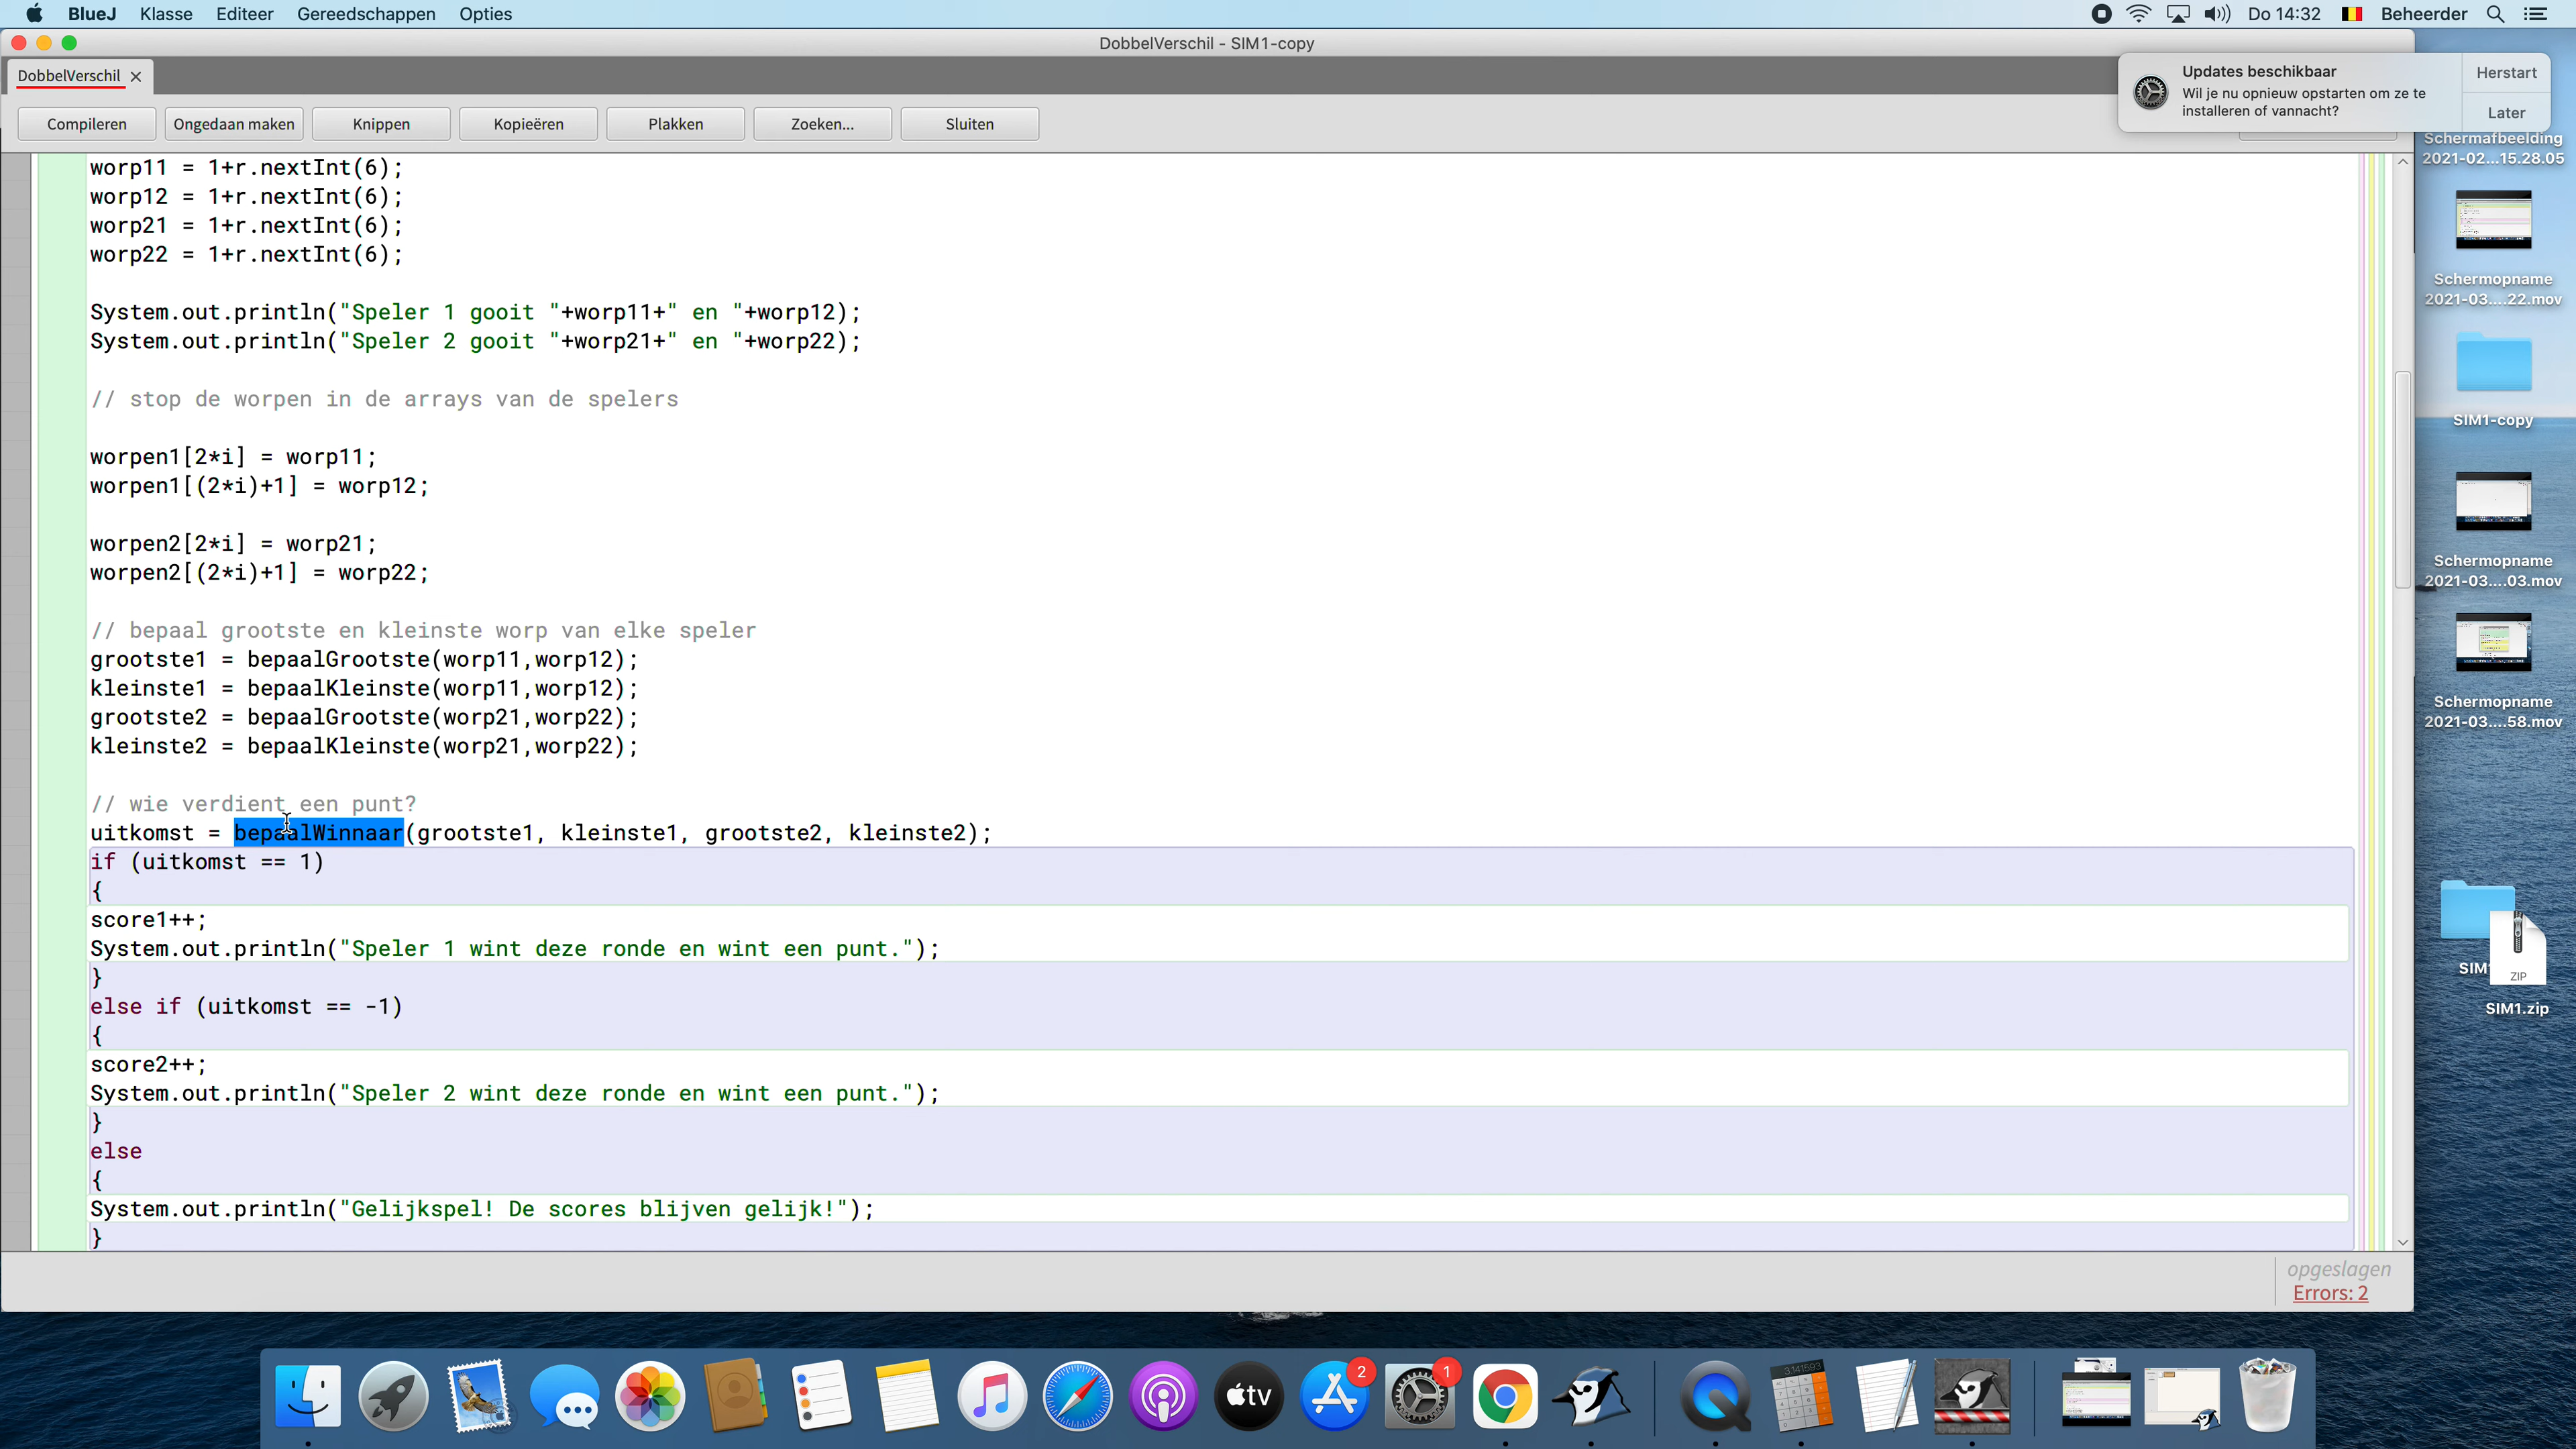 BlueJ Klasse Editeer Gereedschappen Opties Do 14:32 Beheerder
DobbelVerschil - SIM1-copy
DobbelVerschil
Updates beschikbaar
Wil je nu opnieuw opstarten om ze te
installeren of vannacht?
Herstart
Later
Compileren Ongedaan maken Knippen Kopieëren Plakken Zoeken... Sluiten
worp11 = 1+r.nextInt(6);
worp12 = 1+r.nextInt(6);
worp21 = 1+r.nextInt(6);
worp22 = 1+r.nextInt(6);
System.out.println("Speler 1 gooit "+worp11+" en "+worp12);
System.out.println("Speler 2 gooit "+worp21+" en "+worp22);
// stop de worpen in de arrays van de spelers
worpen1[2*i] = worp11;
worpen1[(2*i)+1] = worp12;
worpen2[2*i] = worp21;
worpen2[(2*i)+1] = worp22;
// bepaal grootste en kleinste worp van elke speler
grootste1 = bepaalGrootste(worp11,worp12);
kleinste1 = bepaalKleinste(worp11,worp12);
grootste2 = bepaalGrootste(worp21,worp22);
kleinste2 = bepaalKleinste(worp21,worp22);
// wie verdient een punt?
uitkomst = bepaalWinnaar(grootste1, kleinste1, grootste2, kleinste2);
if (uitkomst == 1)
{
score1++;
System.out.println("Speler 1 wint deze ronde en wint een punt.");
}
else if (uitkomst == -1)
{
score2++;
System.out.println("Speler 2 wint deze ronde en wint een punt.");
}
else
{
System.out.println("Gelijkspel! De scores blijven gelijk!");
}
opgeslagen
Errors: 2
Schermafbeelding
2021-02...15.28.05
Schermopname
2021-03....22.mov
SIM1-copy
Schermopname
2021-03....03.mov
Schermopname
2021-03....58.mov
SIM
ZIP
SIM1.zip
tv
2
1
3.141593